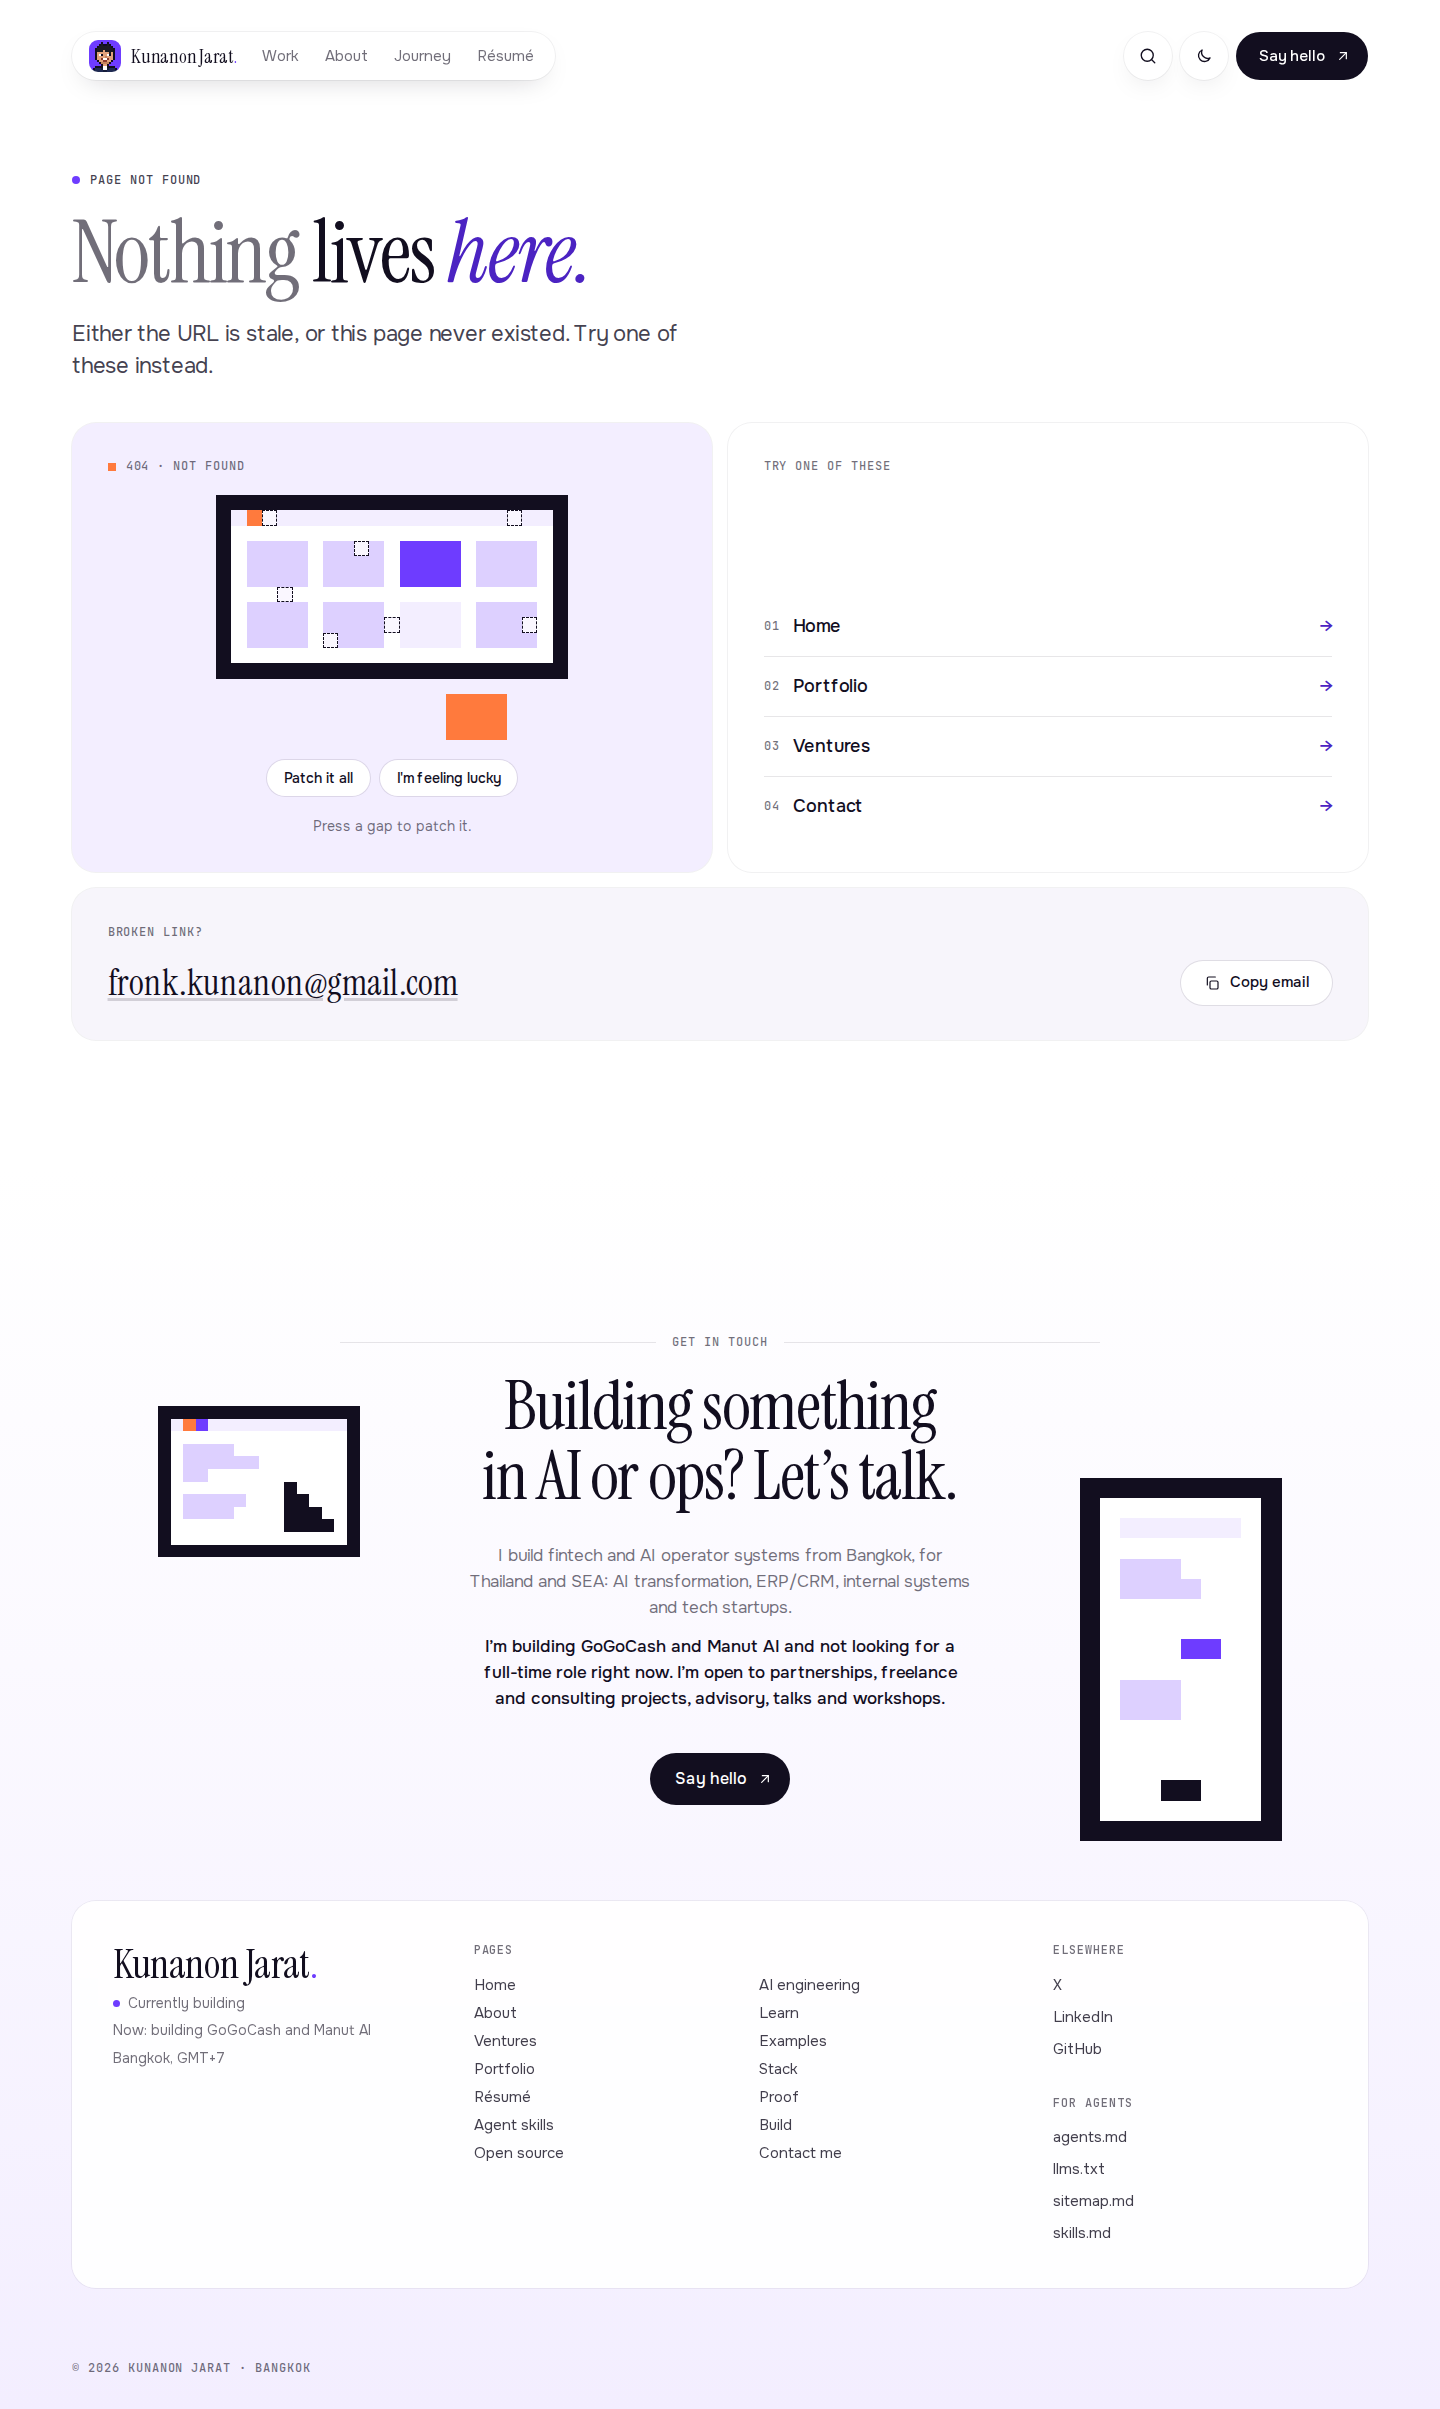 Kunanon Jarat.
Work
About
Journey
Résumé
Say hello
PAGE NOT FOUND
Nothing lives here.
Either the URL is stale, or this page never existed. Try one of
these instead.
404 · NOT FOUND
Patch it all
I'm feeling lucky
Press a gap to patch it.
TRY ONE OF THESE
01 Home
02 Portfolio
03 Ventures
04 Contact
BROKEN LINK?
fronk.kunanon@gmail.com
Copy email
GET IN TOUCH
Building something
in AI or ops? Let’s talk.
I build fintech and AI operator systems from Bangkok, for
Thailand and SEA: AI transformation, ERP/CRM, internal systems
and tech startups.
I’m building GoGoCash and Manut AI and not looking for a
full-time role right now. I’m open to partnerships, freelance
and consulting projects, advisory, talks and workshops.
Say hello
Kunanon Jarat.
Currently building
Now: building GoGoCash and Manut AI
Bangkok, GMT+7
PAGES
Home
About
Ventures
Portfolio
Résumé
Agent skills
Open source
AI engineering
Learn
Examples
Stack
Proof
Build
Contact me
ELSEWHERE
X
LinkedIn
GitHub
FOR AGENTS
agents.md
llms.txt
sitemap.md
skills.md
© 2026 KUNANON JARAT · BANGKOK